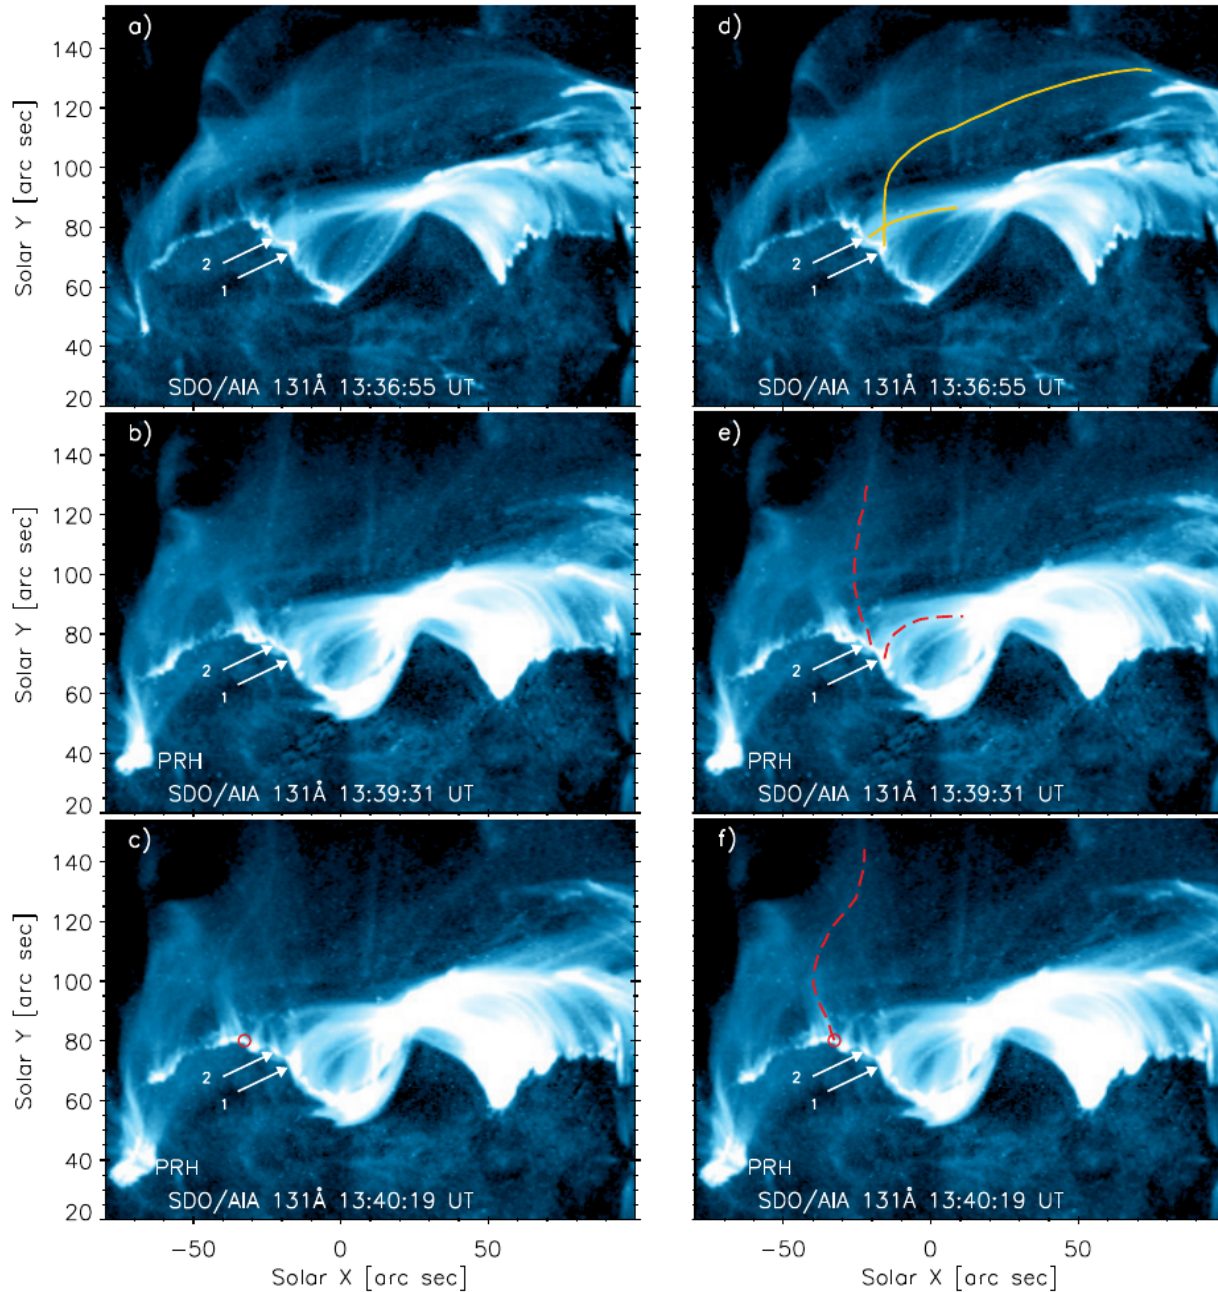 a)
140
120
100
80
60
40
20
Solar Y [arc sec]
2
1
SDO/AIA 131Å 13:36:55 UT
d)
2
1
SDO/AIA 131Å 13:36:55 UT
b)
140
120
100
80
60
40
20
Solar Y [arc sec]
2
1
PRH
SDO/AIA 131Å 13:39:31 UT
e)
2
1
PRH
SDO/AIA 131Å 13:39:31 UT
c)
140
120
100
80
60
40
20
Solar Y [arc sec]
2
1
PRH
SDO/AIA 131Å 13:40:19 UT
−50 0 50
Solar X [arc sec]
f)
2
1
PRH
SDO/AIA 131Å 13:40:19 UT
−50 0 50
Solar X [arc sec]